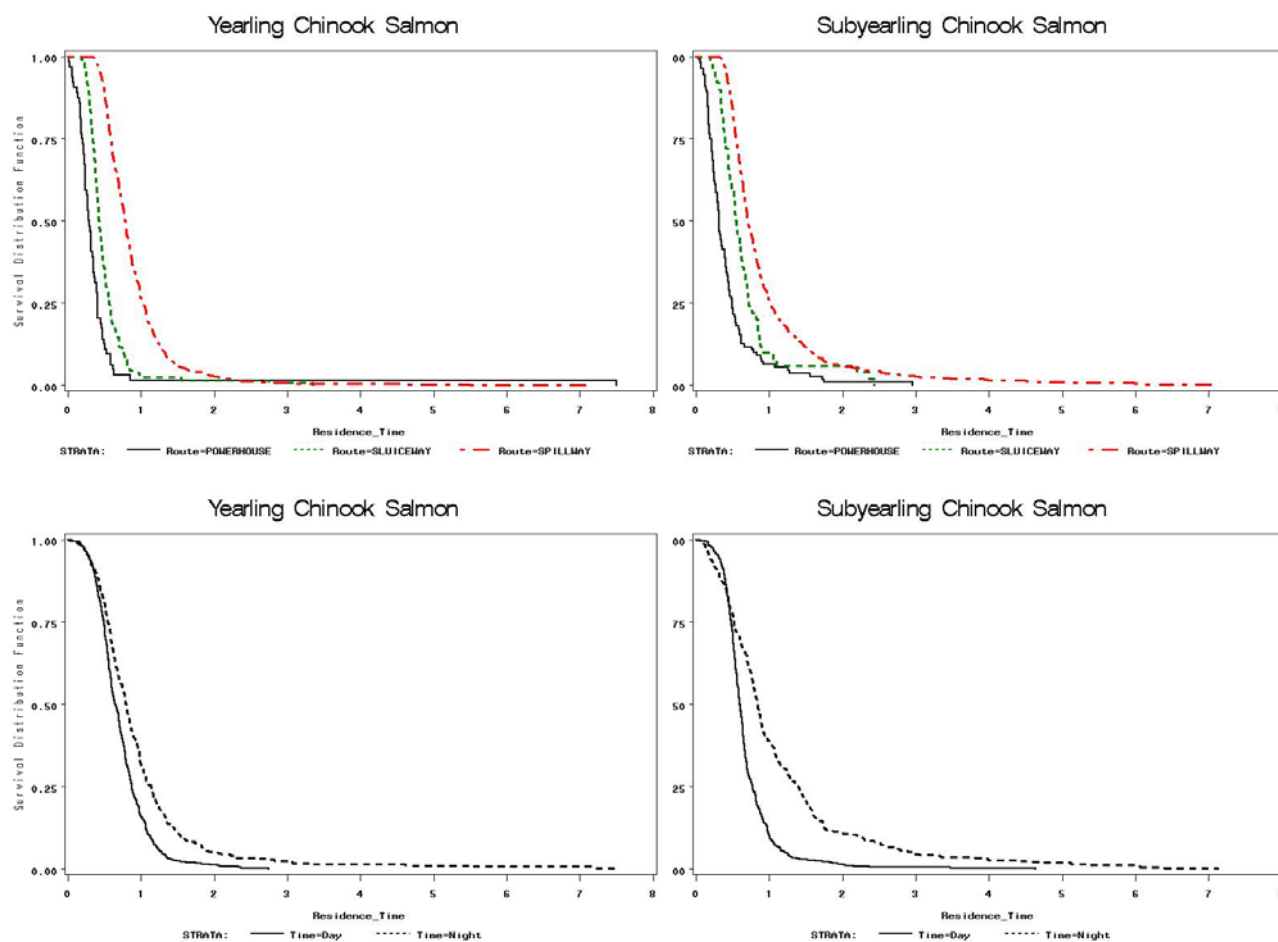 Yearling Chinook Salmon
Subyearling Chinook Salmon
1.00
0.75
0.50
0.25
0.00
Survival Distribution Function
00
75
50
25
00
0 1 2 3 4 5 6 7 8
0 1 2 3 4 5 6 7
Residence_Time
Residence_Time
STRATA: Route=POWERHOUSE Route=SLUICEWAY Route=SPILLWAY
STRATA: Route=POWERHOUSE Route=SLUICEWAY Route=SPILLWAY
Yearling Chinook Salmon
Subyearling Chinook Salmon
1.00
0.75
0.50
0.25
0.00
Survival Distribution Function
00
75
50
25
00
0 1 2 3 4 5 6 7 8
0 1 2 3 4 5 6 7
Residence_Time
Residence_Time
STRATA: Time=Day Time=Night
STRATA: Time=Day Time=Night